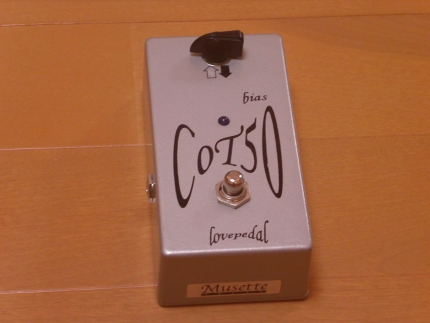 bias
CoT50
lovepedal
Musette